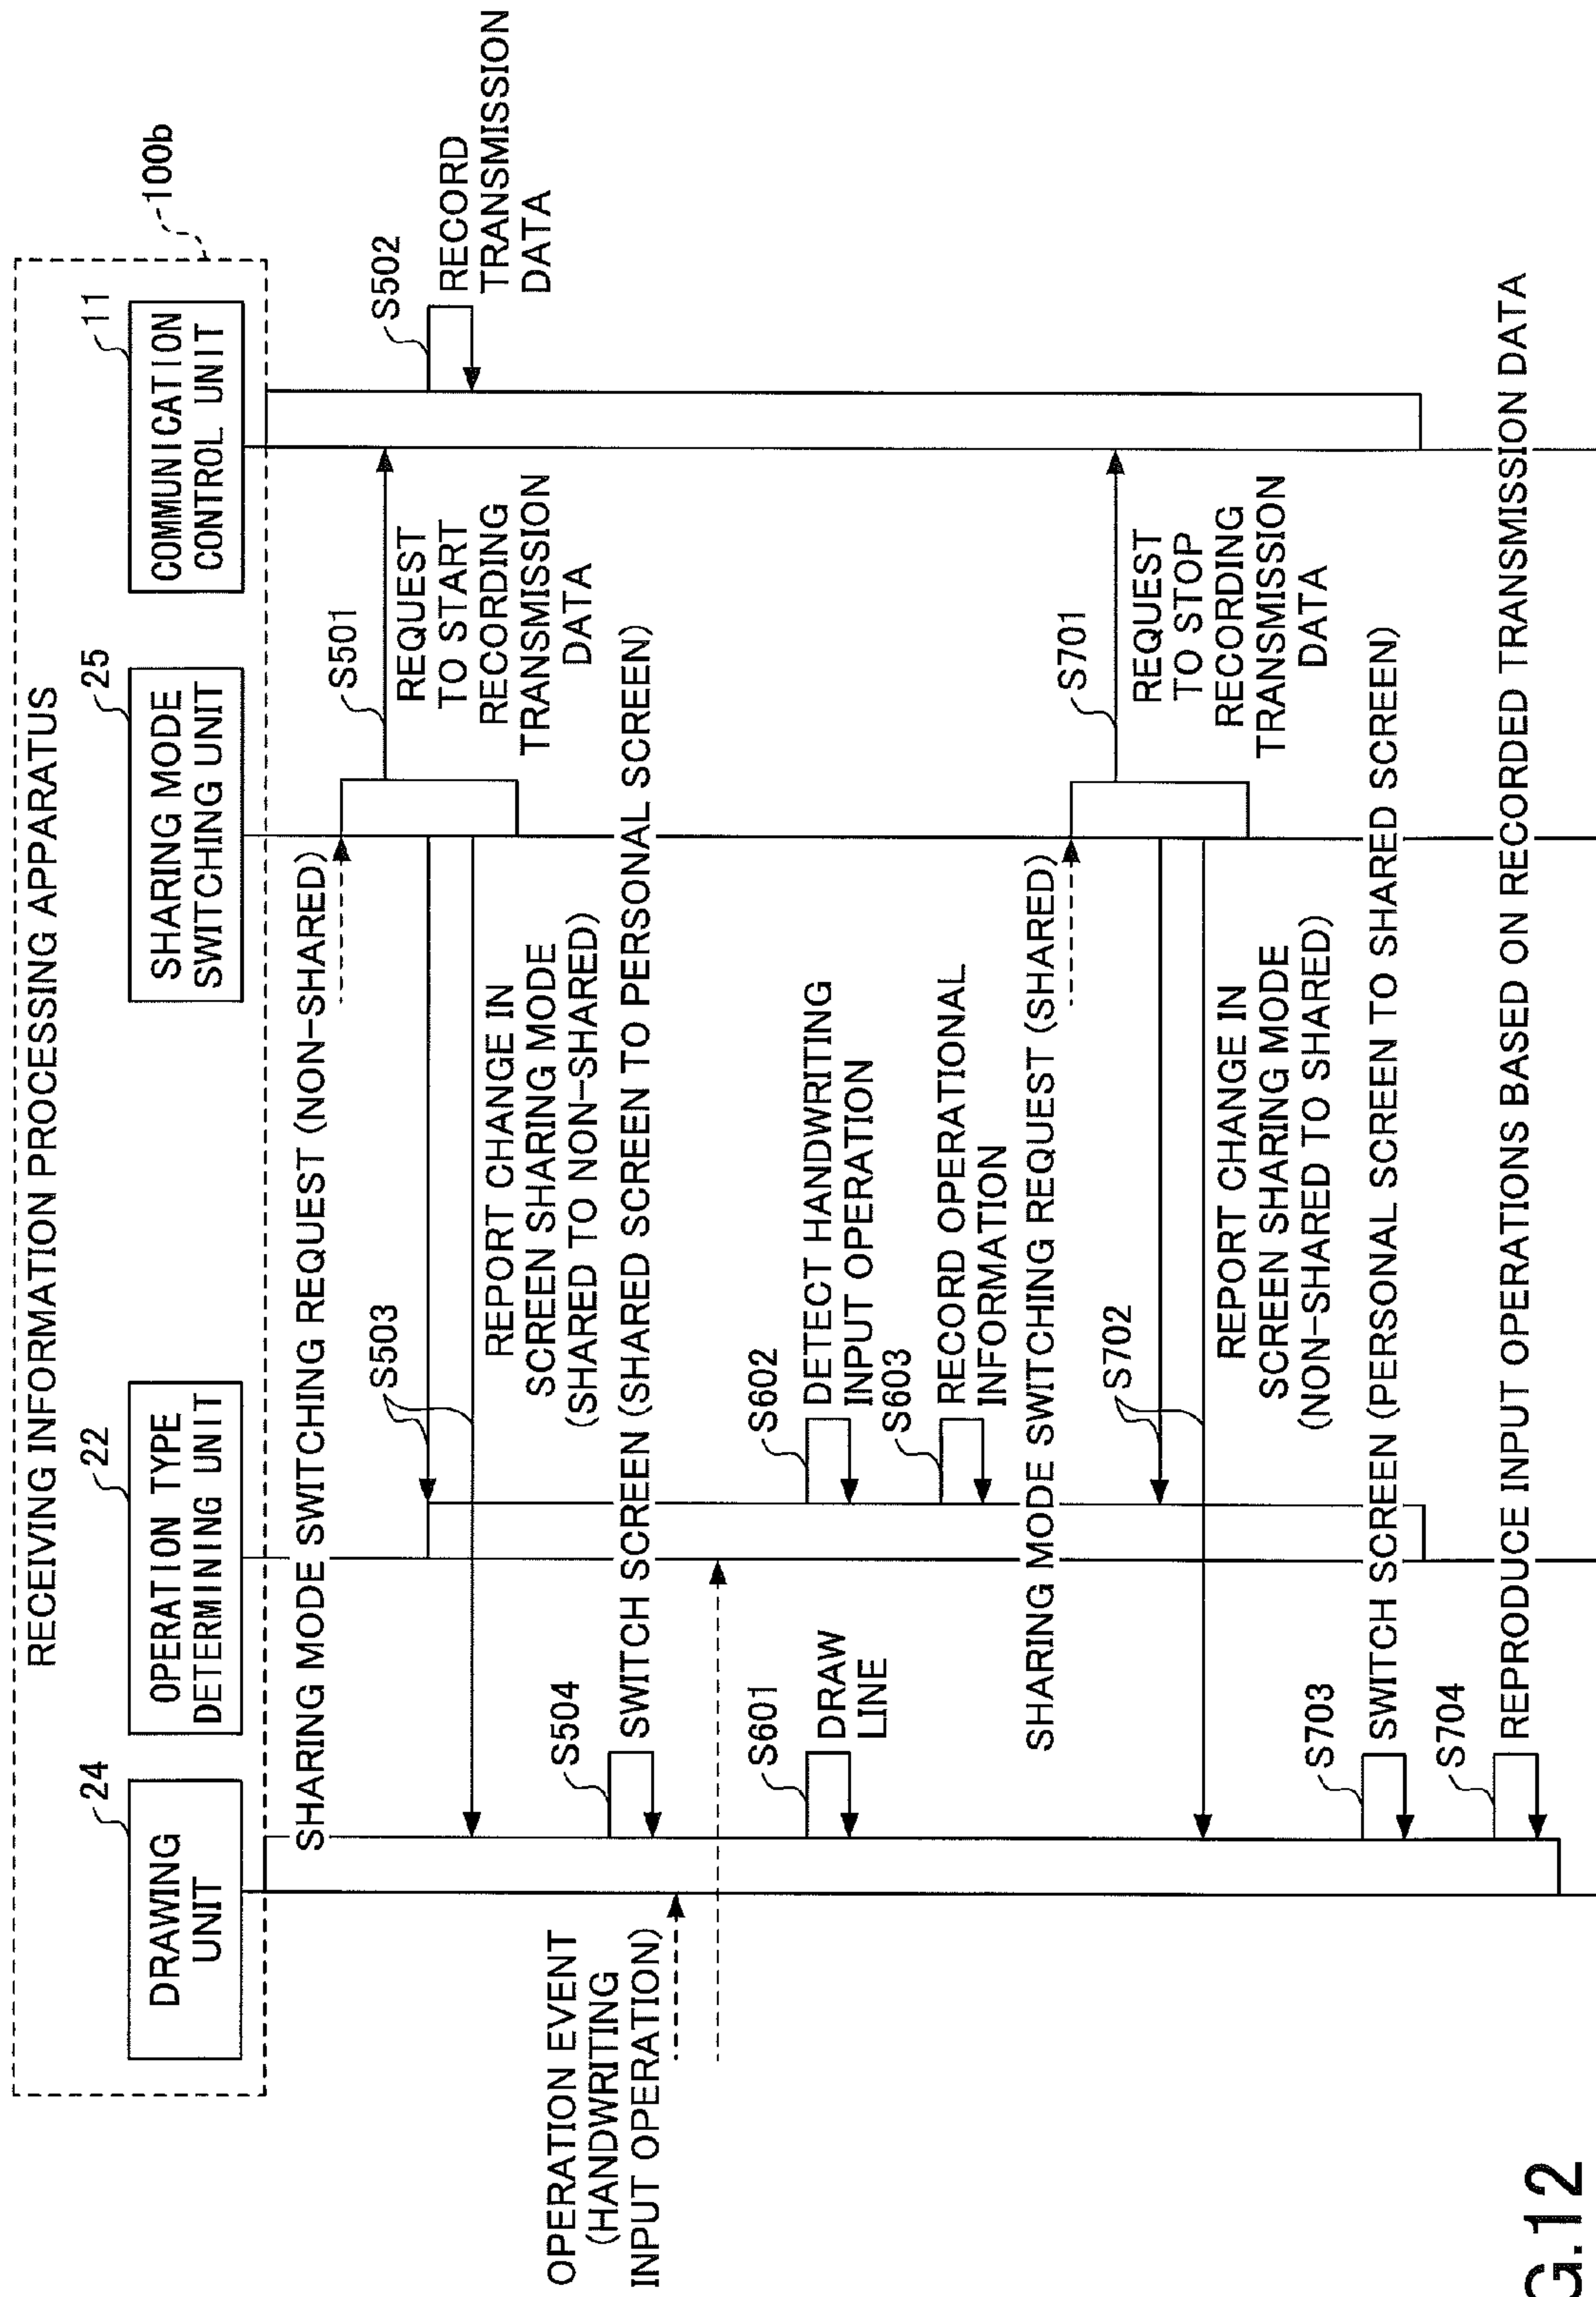 RECEIVING INFORMATION PROCESSING APPARATUS
100b
24
22
25
11
DRAWING
UNIT
OPERATION TYPE
DETERMINING UNIT
SHARING MODE
SWITCHING UNIT
COMMUNICATION
CONTROL UNIT
SHARING MODE SWITCHING REQUEST (NON-SHARED)
S501
REQUEST
TO START
RECORDING
TRANSMISSION
DATA
S502
RECORD
TRANSMISSION
DATA
S503
REPORT CHANGE IN
SCREEN SHARING MODE
(SHARED TO NON-SHARED)
S504
SWITCH SCREEN (SHARED SCREEN TO PERSONAL SCREEN)
OPERATION EVENT
(HANDWRITING
INPUT OPERATION)
S601
DRAW
LINE
S602
DETECT HANDWRITING
INPUT OPERATION
S603
RECORD OPERATIONAL
INFORMATION
SHARING MODE SWITCHING REQUEST (SHARED)
S701
REQUEST
TO STOP
RECORDING
TRANSMISSION
DATA
S702
REPORT CHANGE IN
SCREEN SHARING MODE
(NON-SHARED TO SHARED)
S703
SWITCH SCREEN (PERSONAL SCREEN TO SHARED SCREEN)
S704
REPRODUCE INPUT OPERATIONS BASED ON RECORDED TRANSMISSION DATA
G.12